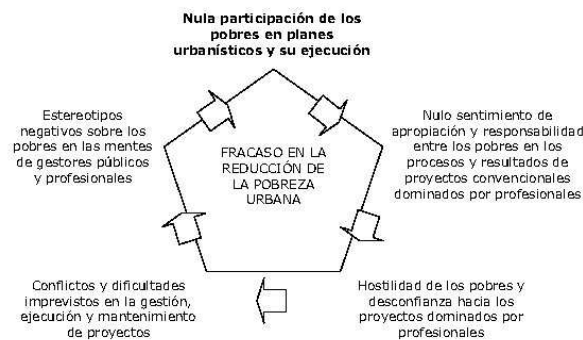 Nula participación de los
pobres en planes
urbanísticos y su ejecución
Estereotipos
negativos sobre los
pobres en las mentes
de gestores públicos
y profesionales
FRACASO EN LA
REDUCCIÓN DE
LA POBREZA
URBANA
Nulo sentimiento de
apropiación y responsabilidad
entre los pobres en los
procesos y resultados de
proyectos convencionales
dominados por profesionales
Conflictos y dificultades
imprevistos en la gestión,
ejecución y mantenimiento
de proyectos
Hostilidad de los pobres y
desconfianza hacia los
proyectos dominados por
profesionales